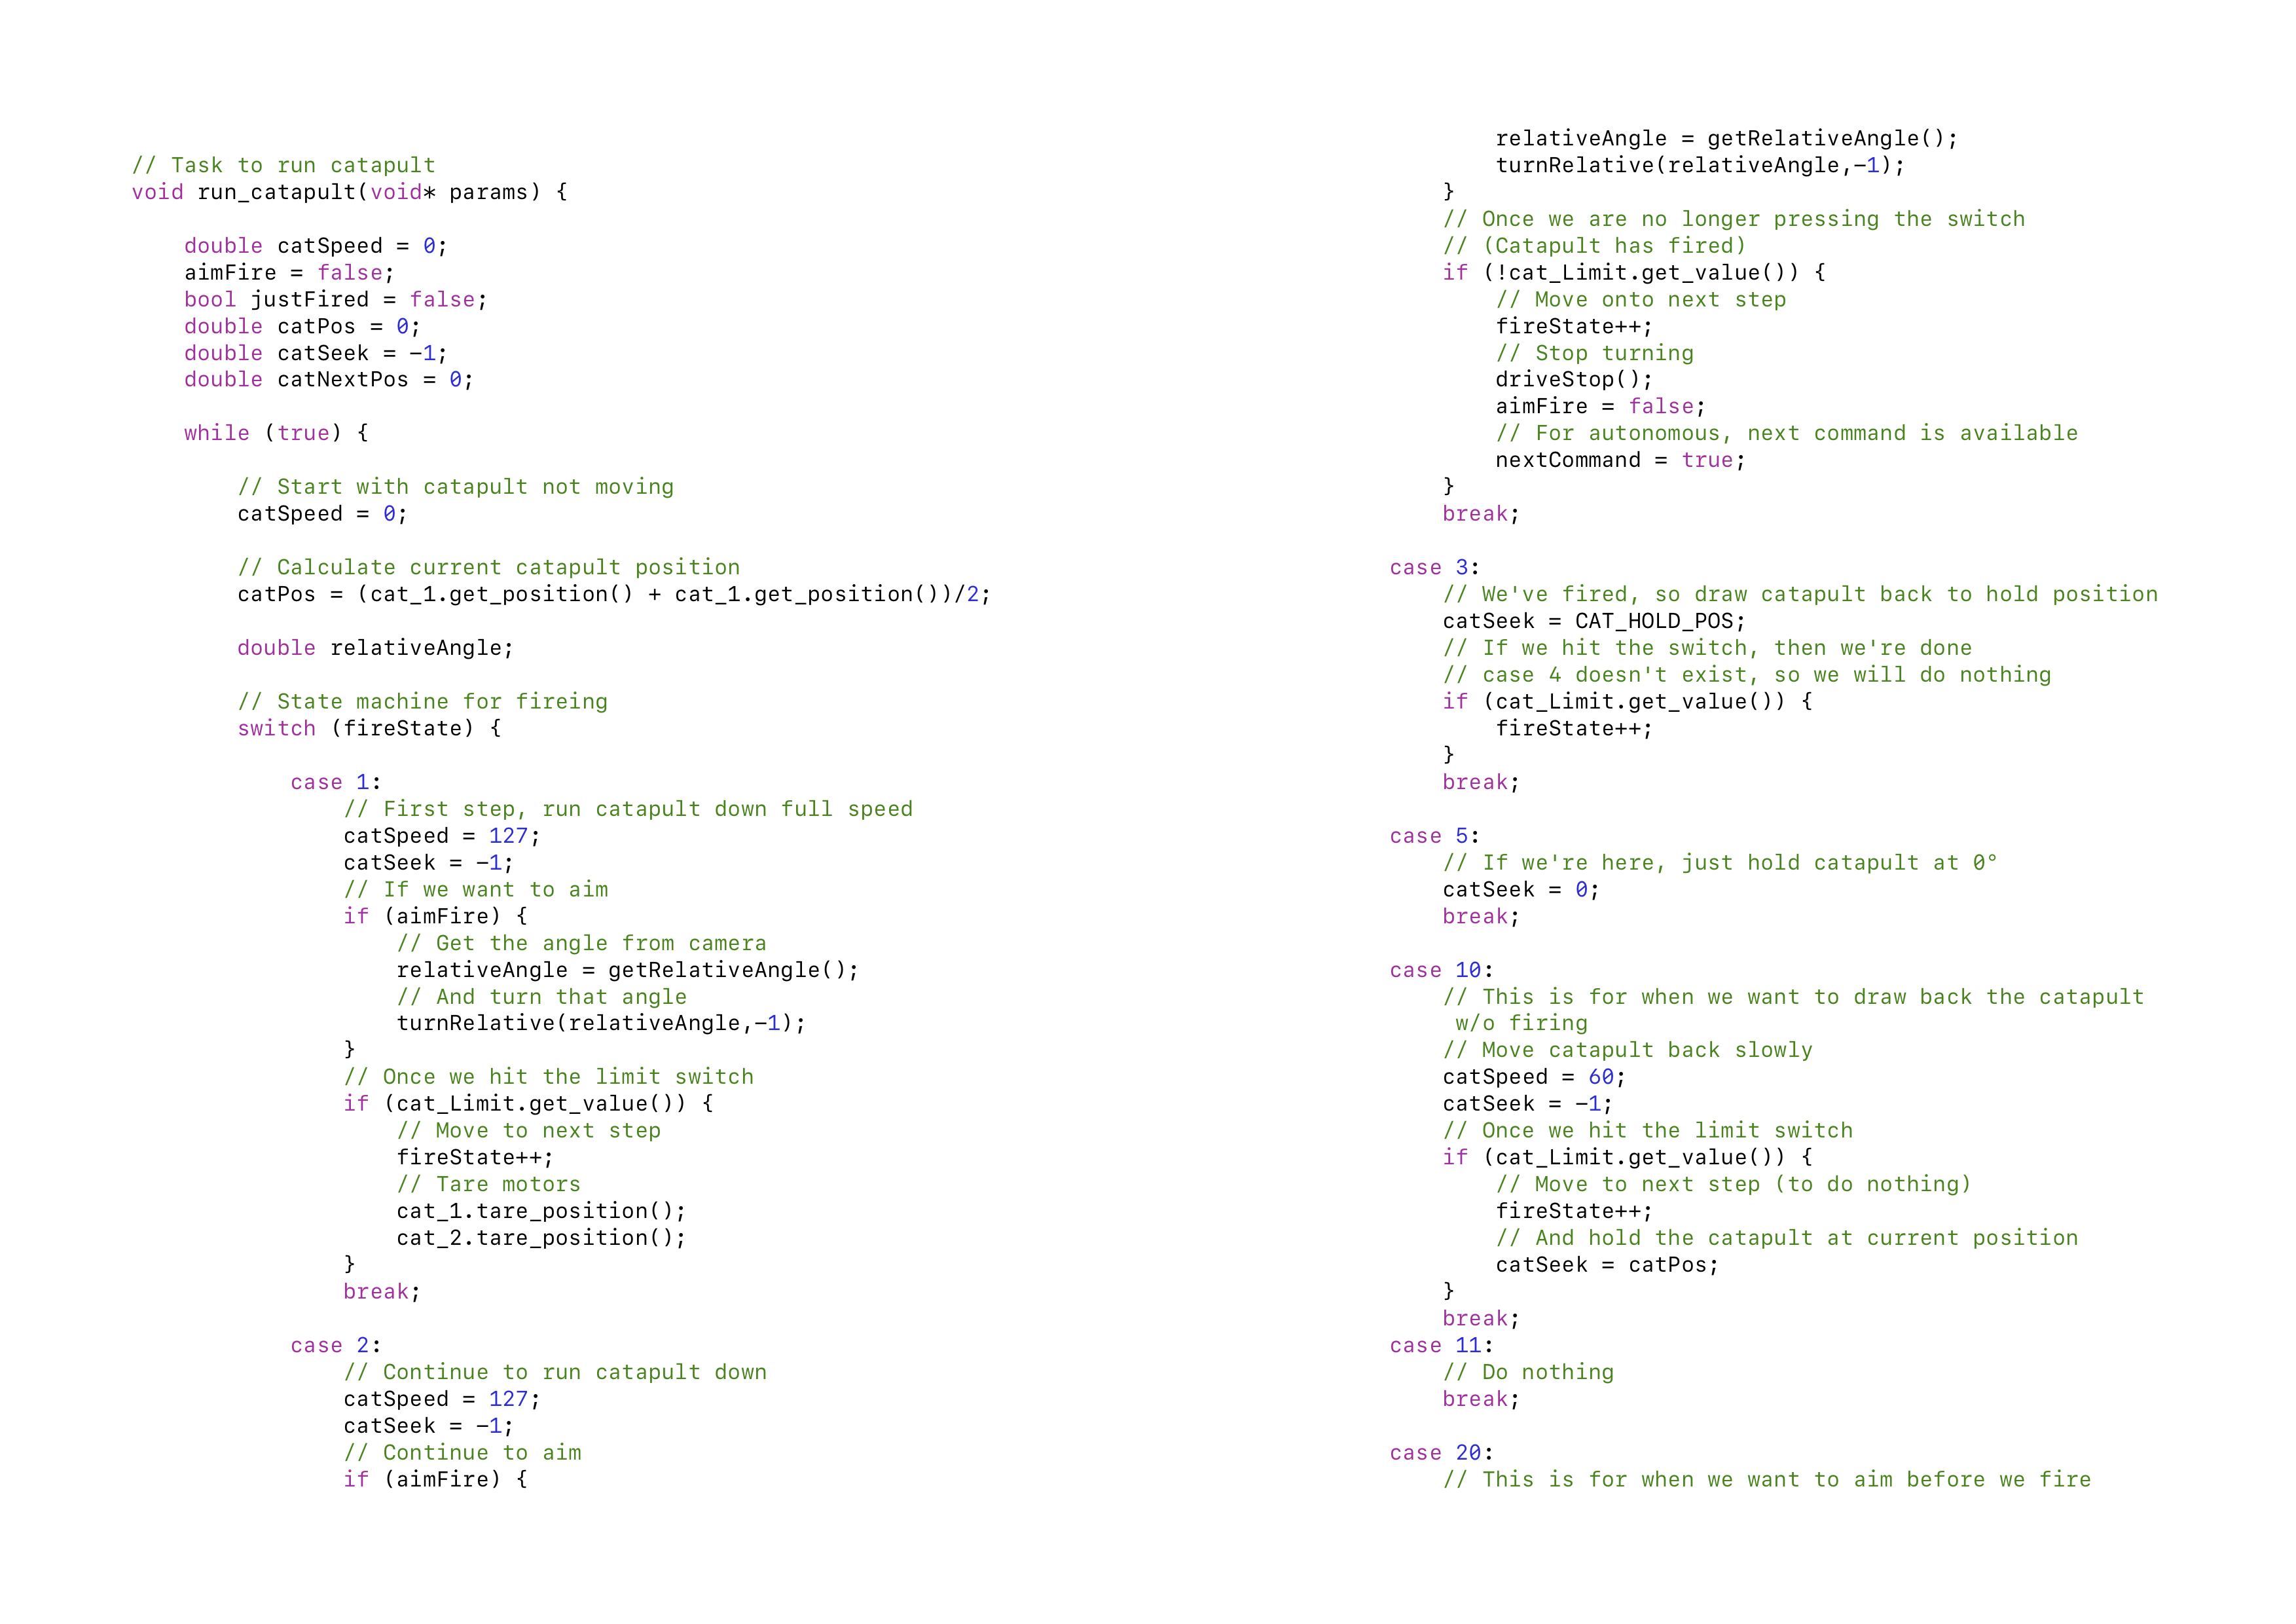 // Task to run catapult
void run_catapult(void* params) {
double catSpeed = 0;
aimFire = false;
bool justFired = false;
double catPos = 0;
double catSeek = -1;
double catNextPos = 0;
while (true) {
// Start with catapult not moving
catSpeed = 0;
// Calculate current catapult position
catPos = (cat_1.get_position() + cat_1.get_position())/2;
double relativeAngle;
// State machine for fireing
switch (fireState) {
case 1:
// First step, run catapult down full speed
catSpeed = 127;
catSeek = -1;
// If we want to aim
if (aimFire) {
// Get the angle from camera
relativeAngle = getRelativeAngle();
// And turn that angle
turnRelative(relativeAngle,-1);
}
// Once we hit the limit switch
if (cat_Limit.get_value()) {
// Move to next step
fireState++;
// Tare motors
cat_1.tare_position();
cat_2.tare_position();
}
break;
case 2:
// Continue to run catapult down
catSpeed = 127;
catSeek = -1;
// Continue to aim
if (aimFire) {
relativeAngle = getRelativeAngle();
turnRelative(relativeAngle,-1);
}
// Once we are no longer pressing the switch
// (Catapult has fired)
if (!cat_Limit.get_value()) {
// Move onto next step
fireState++;
// Stop turning
driveStop();
aimFire = false;
// For autonomous, next command is available
nextCommand = true;
}
break;
case 3:
// We've fired, so draw catapult back to hold position
catSeek = CAT_HOLD_POS;
// If we hit the switch, then we're done
// case 4 doesn't exist, so we will do nothing
if (cat_Limit.get_value()) {
fireState++;
}
break;
case 5:
// If we're here, just hold catapult at 0°
catSeek = 0;
break;
case 10:
// This is for when we want to draw back the catapult
w/o firing
// Move catapult back slowly
catSpeed = 60;
catSeek = -1;
// Once we hit the limit switch
if (cat_Limit.get_value()) {
// Move to next step (to do nothing)
fireState++;
// And hold the catapult at current position
catSeek = catPos;
}
break;
case 11:
// Do nothing
break;
case 20:
// This is for when we want to aim before we fire